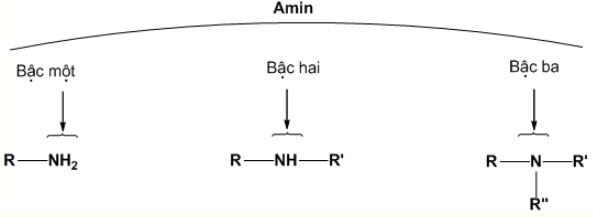 Amin
Bậc một Bậc hai Bậc ba
R—NH₂ R—NH—R' R—N—R'
R"